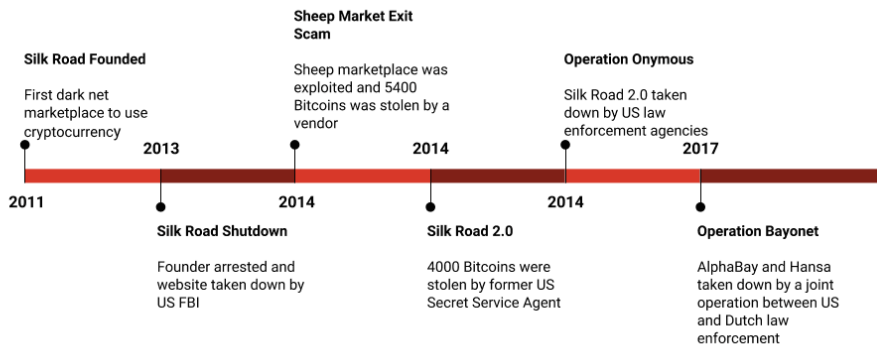 Silk Road Founded
First dark net
marketplace to use
cryptocurrency
2011
2013
Silk Road Shutdown
Founder arrested and
website taken down by
US FBI
Sheep Market Exit
Scam
Sheep marketplace was
exploited and 5400
Bitcoins was stolen by a
vendor
2014
2014
Silk Road 2.0
4000 Bitcoins were
stolen by former US
Secret Service Agent
Operation Onymous
Silk Road 2.0 taken
down by US law
enforcement agencies
2014
2017
Operation Bayonet
AlphaBay and Hansa
taken down by a joint
operation between US
and Dutch law
enforcement